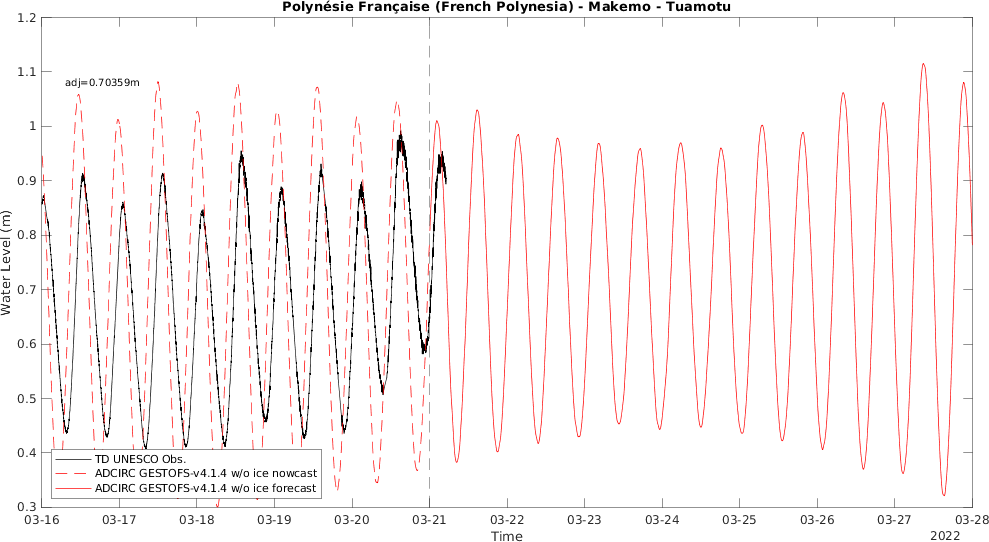 Polynésie Française (French Polynesia) - Makemo - Tuamotu
1.2
1.1
1
0.9
0.8
0.7
0.6
0.5
0.4
0.3
Water Level (m)
adj=0.70359m
TD UNESCO Obs.
ADCIRC GESTOFS-v4.1.4 w/o ice nowcast
ADCIRC GESTOFS-v4.1.4 w/o ice forecast
03-16 03-17 03-18 03-19 03-20 03-21 03-22 03-23 03-24 03-25 03-26 03-27 03-28
Time
2022